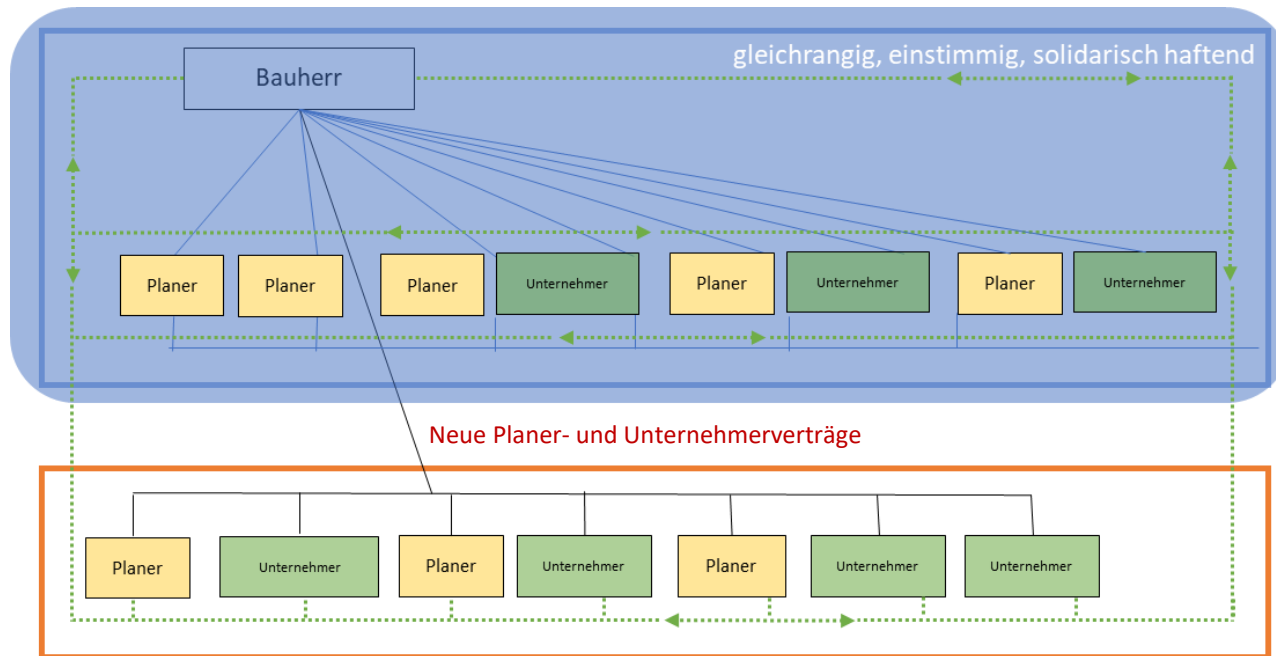 gleichrangig, einstimmig, solidarisch haftend
Bauherr
Planer
Planer
Planer
Unternehmer
Planer
Unternehmer
Planer
Unternehmer
Neue Planer- und Unternehmerverträge
Planer
Unternehmer
Planer
Unternehmer
Planer
Unternehmer
Unternehmer